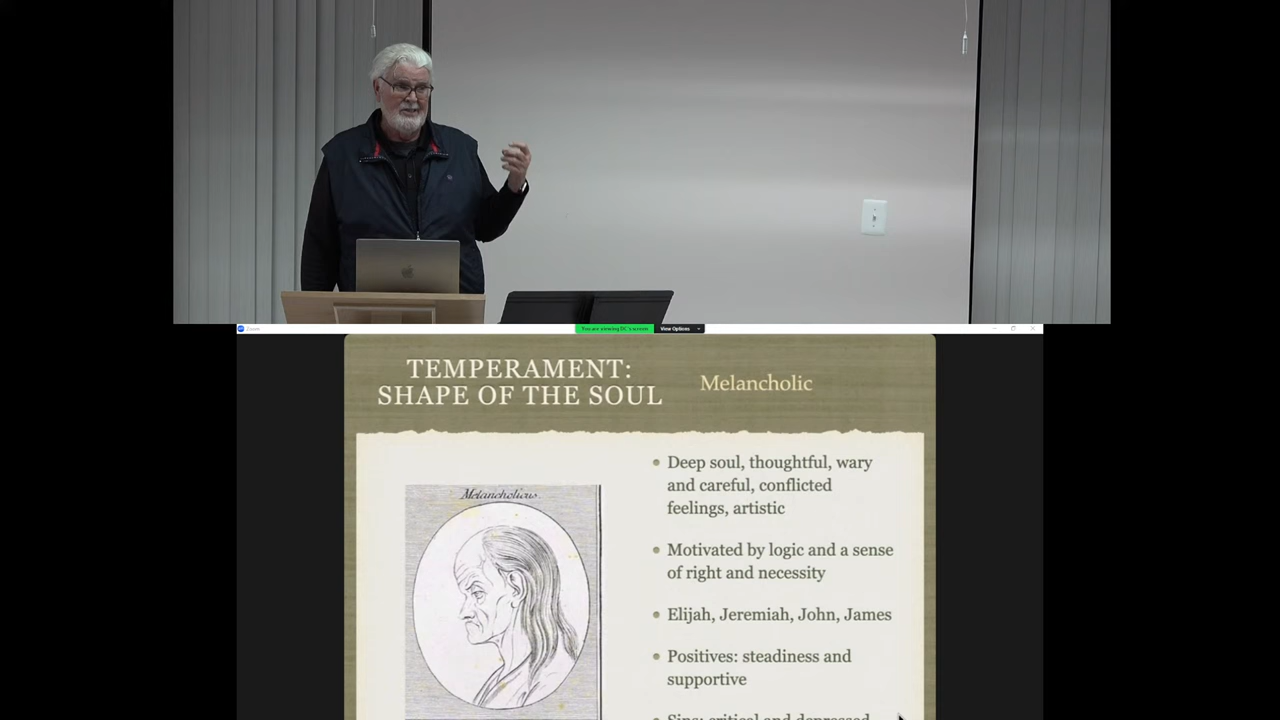 Zoom
You are viewing DC's screen
View Options
TEMPERAMENT:
SHAPE OF THE SOUL
Melancholic
Melancholicus.
• Deep soul, thoughtful, wary
and careful, conflicted
feelings, artistic
• Motivated by logic and a sense
of right and necessity
• Elijah, Jeremiah, John, James
• Positives: steadiness and
supportive
• Sins: critical and depressed